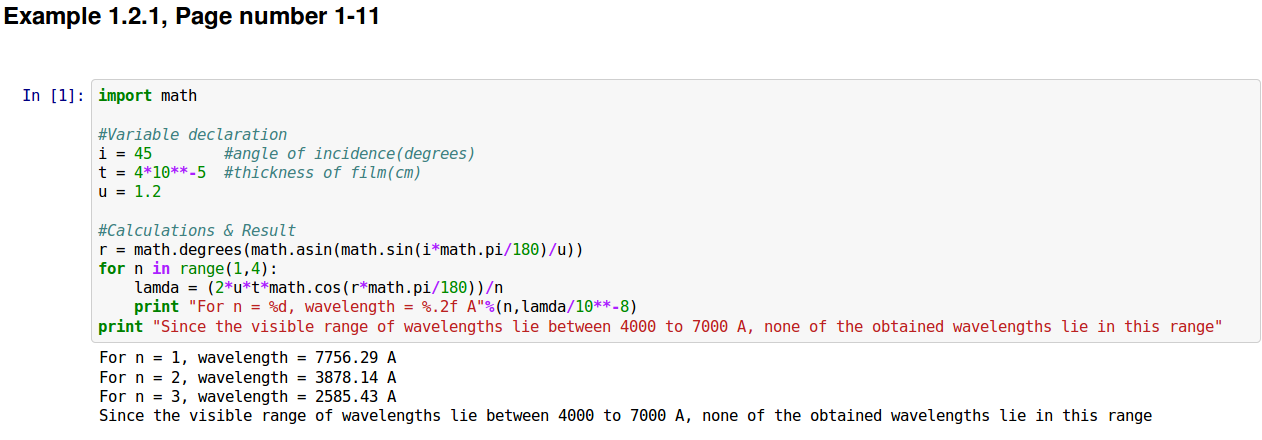 Example 1.2.1, Page number 1-11
In [1]: import math
#Variable declaration
i = 45        #angle of incidence(degrees)
t = 4*10**-5  #thickness of film(cm)
u = 1.2
#Calculations & Result
r = math.degrees(math.asin(math.sin(i*math.pi/180)/u))
for n in range(1,4):
    lamda = (2*u*t*math.cos(r*math.pi/180))/n
    print "For n = %d, wavelength = %.2f A"%(n,lamda/10**-8)
print "Since the visible range of wavelengths lie between 4000 to 7000 A, none of the obtained wavelengths lie in this range"
For n = 1, wavelength = 7756.29 A
For n = 2, wavelength = 3878.14 A
For n = 3, wavelength = 2585.43 A
Since the visible range of wavelengths lie between 4000 to 7000 A, none of the obtained wavelengths lie in this range